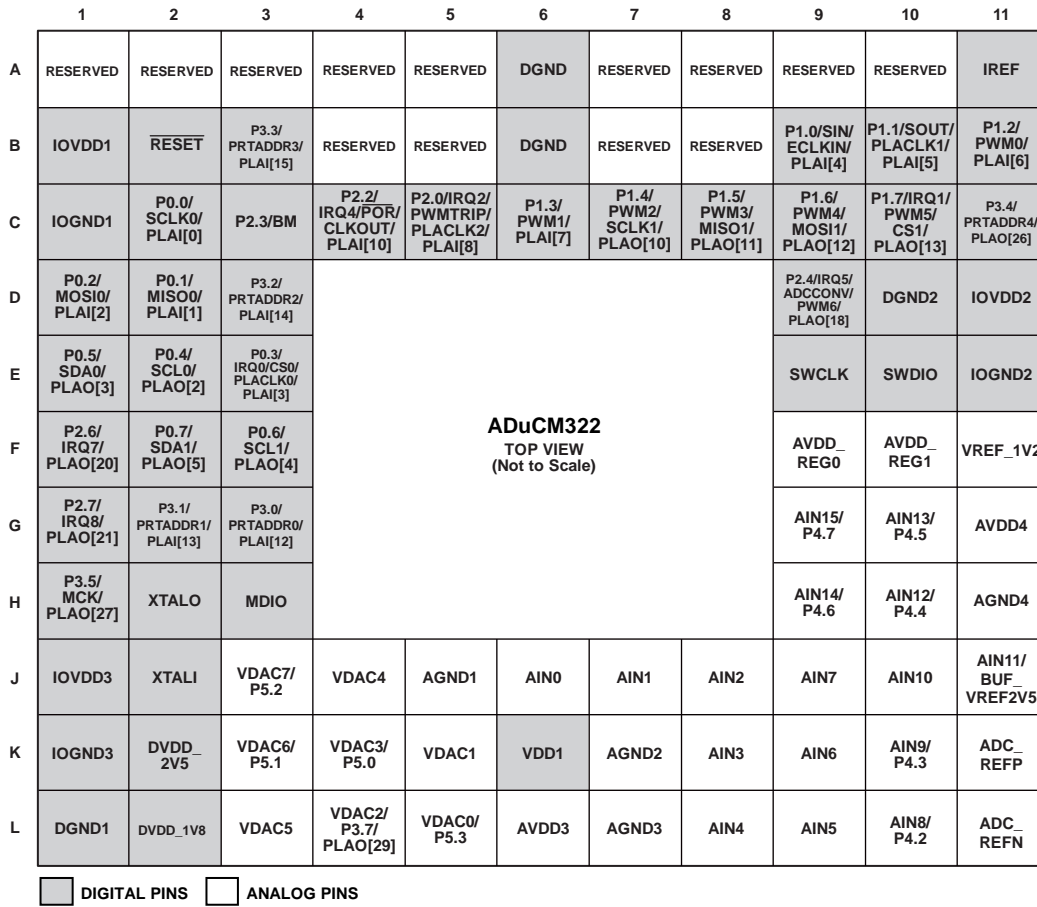 1 2 3 4 5 6 7 8 9 10 11
A RESERVED RESERVED RESERVED RESERVED RESERVED DGND RESERVED RESERVED RESERVED RESERVED IREF
B IOVDD1 RESET P3.3/ PRTADDR3/ PLAI[15] RESERVED RESERVED DGND RESERVED RESERVED P1.0/SIN/ ECLKIN/ PLAI[4] P1.1/SOUT/ PLACLK1/ PLAI[5] P1.2/ PWM0/ PLAI[6]
C IOGND1 P0.0/ SCLK0/ PLAI[0] P2.3/BM P2.2/ IRQ4/POR/ CLKOUT/ PLAI[10] P2.0/IRQ2/ PWMTRIP/ PLACLK2/ PLAI[8] P1.3/ PWM1/ PLAI[7] P1.4/ PWM2/ SCLK1/ PLAO[10] P1.5/ PWM3/ MISO1/ PLAO[11] P1.6/ PWM4/ MOSI1/ PLAO[12] P1.7/IRQ1/ PWM5/ CS1/ PLAO[13] P3.4/ PRTADDR4/ PLAO[26]
D P0.2/ MOSI0/ PLAI[2] P0.1/ MISO0/ PLAI[1] P3.2/ PRTADDR2/ PLAI[14] P2.4/IRQ5/ ADCCONV/ PWM6/ PLAO[18] DGND2 IOVDD2
E P0.5/ SDA0/ PLAO[3] P0.4/ SCL0/ PLAO[2] P0.3/ IRQ0/CS0/ PLACLK0/ PLAI[3] SWCLK SWDIO IOGND2
ADuCM322
TOP VIEW
(Not to Scale)
F P2.6/ IRQ7/ PLAO[20] P0.7/ SDA1/ PLAO[5] P0.6/ SCL1/ PLAO[4] AVDD_ REG0 AVDD_ REG1 VREF_1V2
G P2.7/ IRQ8/ PLAO[21] P3.1/ PRTADDR1/ PLAI[13] P3.0/ PRTADDR0/ PLAI[12] AIN15/ P4.7 AIN13/ P4.5 AVDD4
H P3.5/ MCK/ PLAO[27] XTALO MDIO AIN14/ P4.6 AIN12/ P4.4 AGND4
J IOVDD3 XTALI VDAC7/ P5.2 VDAC4 AGND1 AIN0 AIN1 AIN2 AIN7 AIN10 AIN11/ BUF_ VREF2V5
K IOGND3 DVDD_ 2V5 VDAC6/ P5.1 VDAC3/ P5.0 VDAC1 VDD1 AGND2 AIN3 AIN6 AIN9/ P4.3 ADC_ REFP
L DGND1 DVDD_1V8 VDAC5 VDAC2/ P3.7/ PLAO[29] VDAC0/ P5.3 AVDD3 AGND3 AIN4 AIN5 AIN8/ P4.2 ADC_ REFN
DIGITAL PINS ANALOG PINS